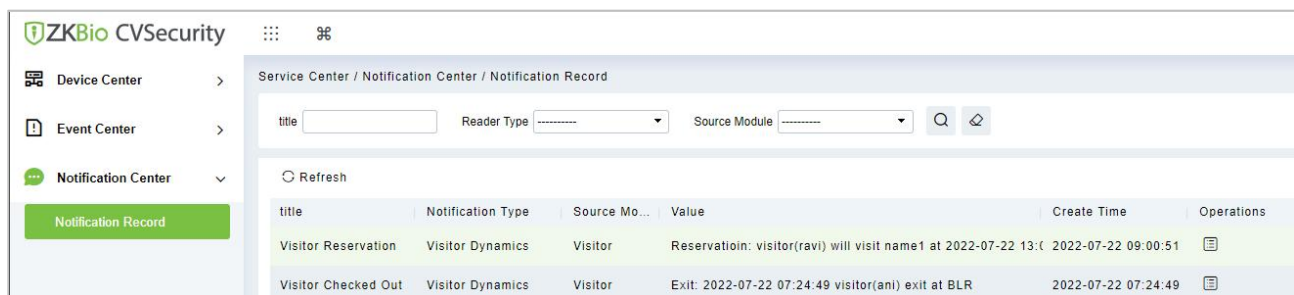 ZKBio CVSecurity
Device Center
Event Center
Notification Center
Notification Record
Service Center / Notification Center / Notification Record
title Reader Type ---------- Source Module ----------
Refresh
title Notification Type Source Mo... Value Create Time Operations
Visitor Reservation Visitor Dynamics Visitor Reservatioin: visitor(ravi) will visit name1 at 2022-07-22 13:( 2022-07-22 09:00:51
Visitor Checked Out Visitor Dynamics Visitor Exit: 2022-07-22 07:24:49 visitor(ani) exit at BLR 2022-07-22 07:24:49